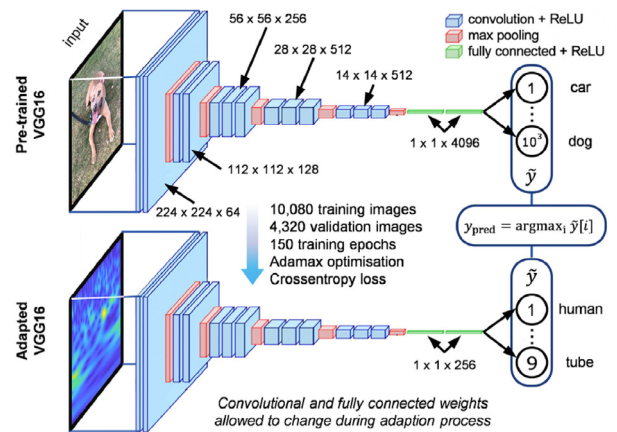 input
56 x 56 x 256
28 x 28 x 512
14 x 14 x 512
convolution + ReLU
max pooling
fully connected + ReLU
Pre-trained
VGG16
112 x 112 x 128
224 x 224 x 64
1 x 1 x 4096
1
car
10³
dog
ỹ
10,080 training images
4,320 validation images
150 training epochs
Adamax optimisation
Crossentropy loss
y_pred = argmax_i ỹ[i]
Adapted
VGG16
ỹ
1
human
9
tube
1 x 1 x 256
Convolutional and fully connected weights
allowed to change during adaption process